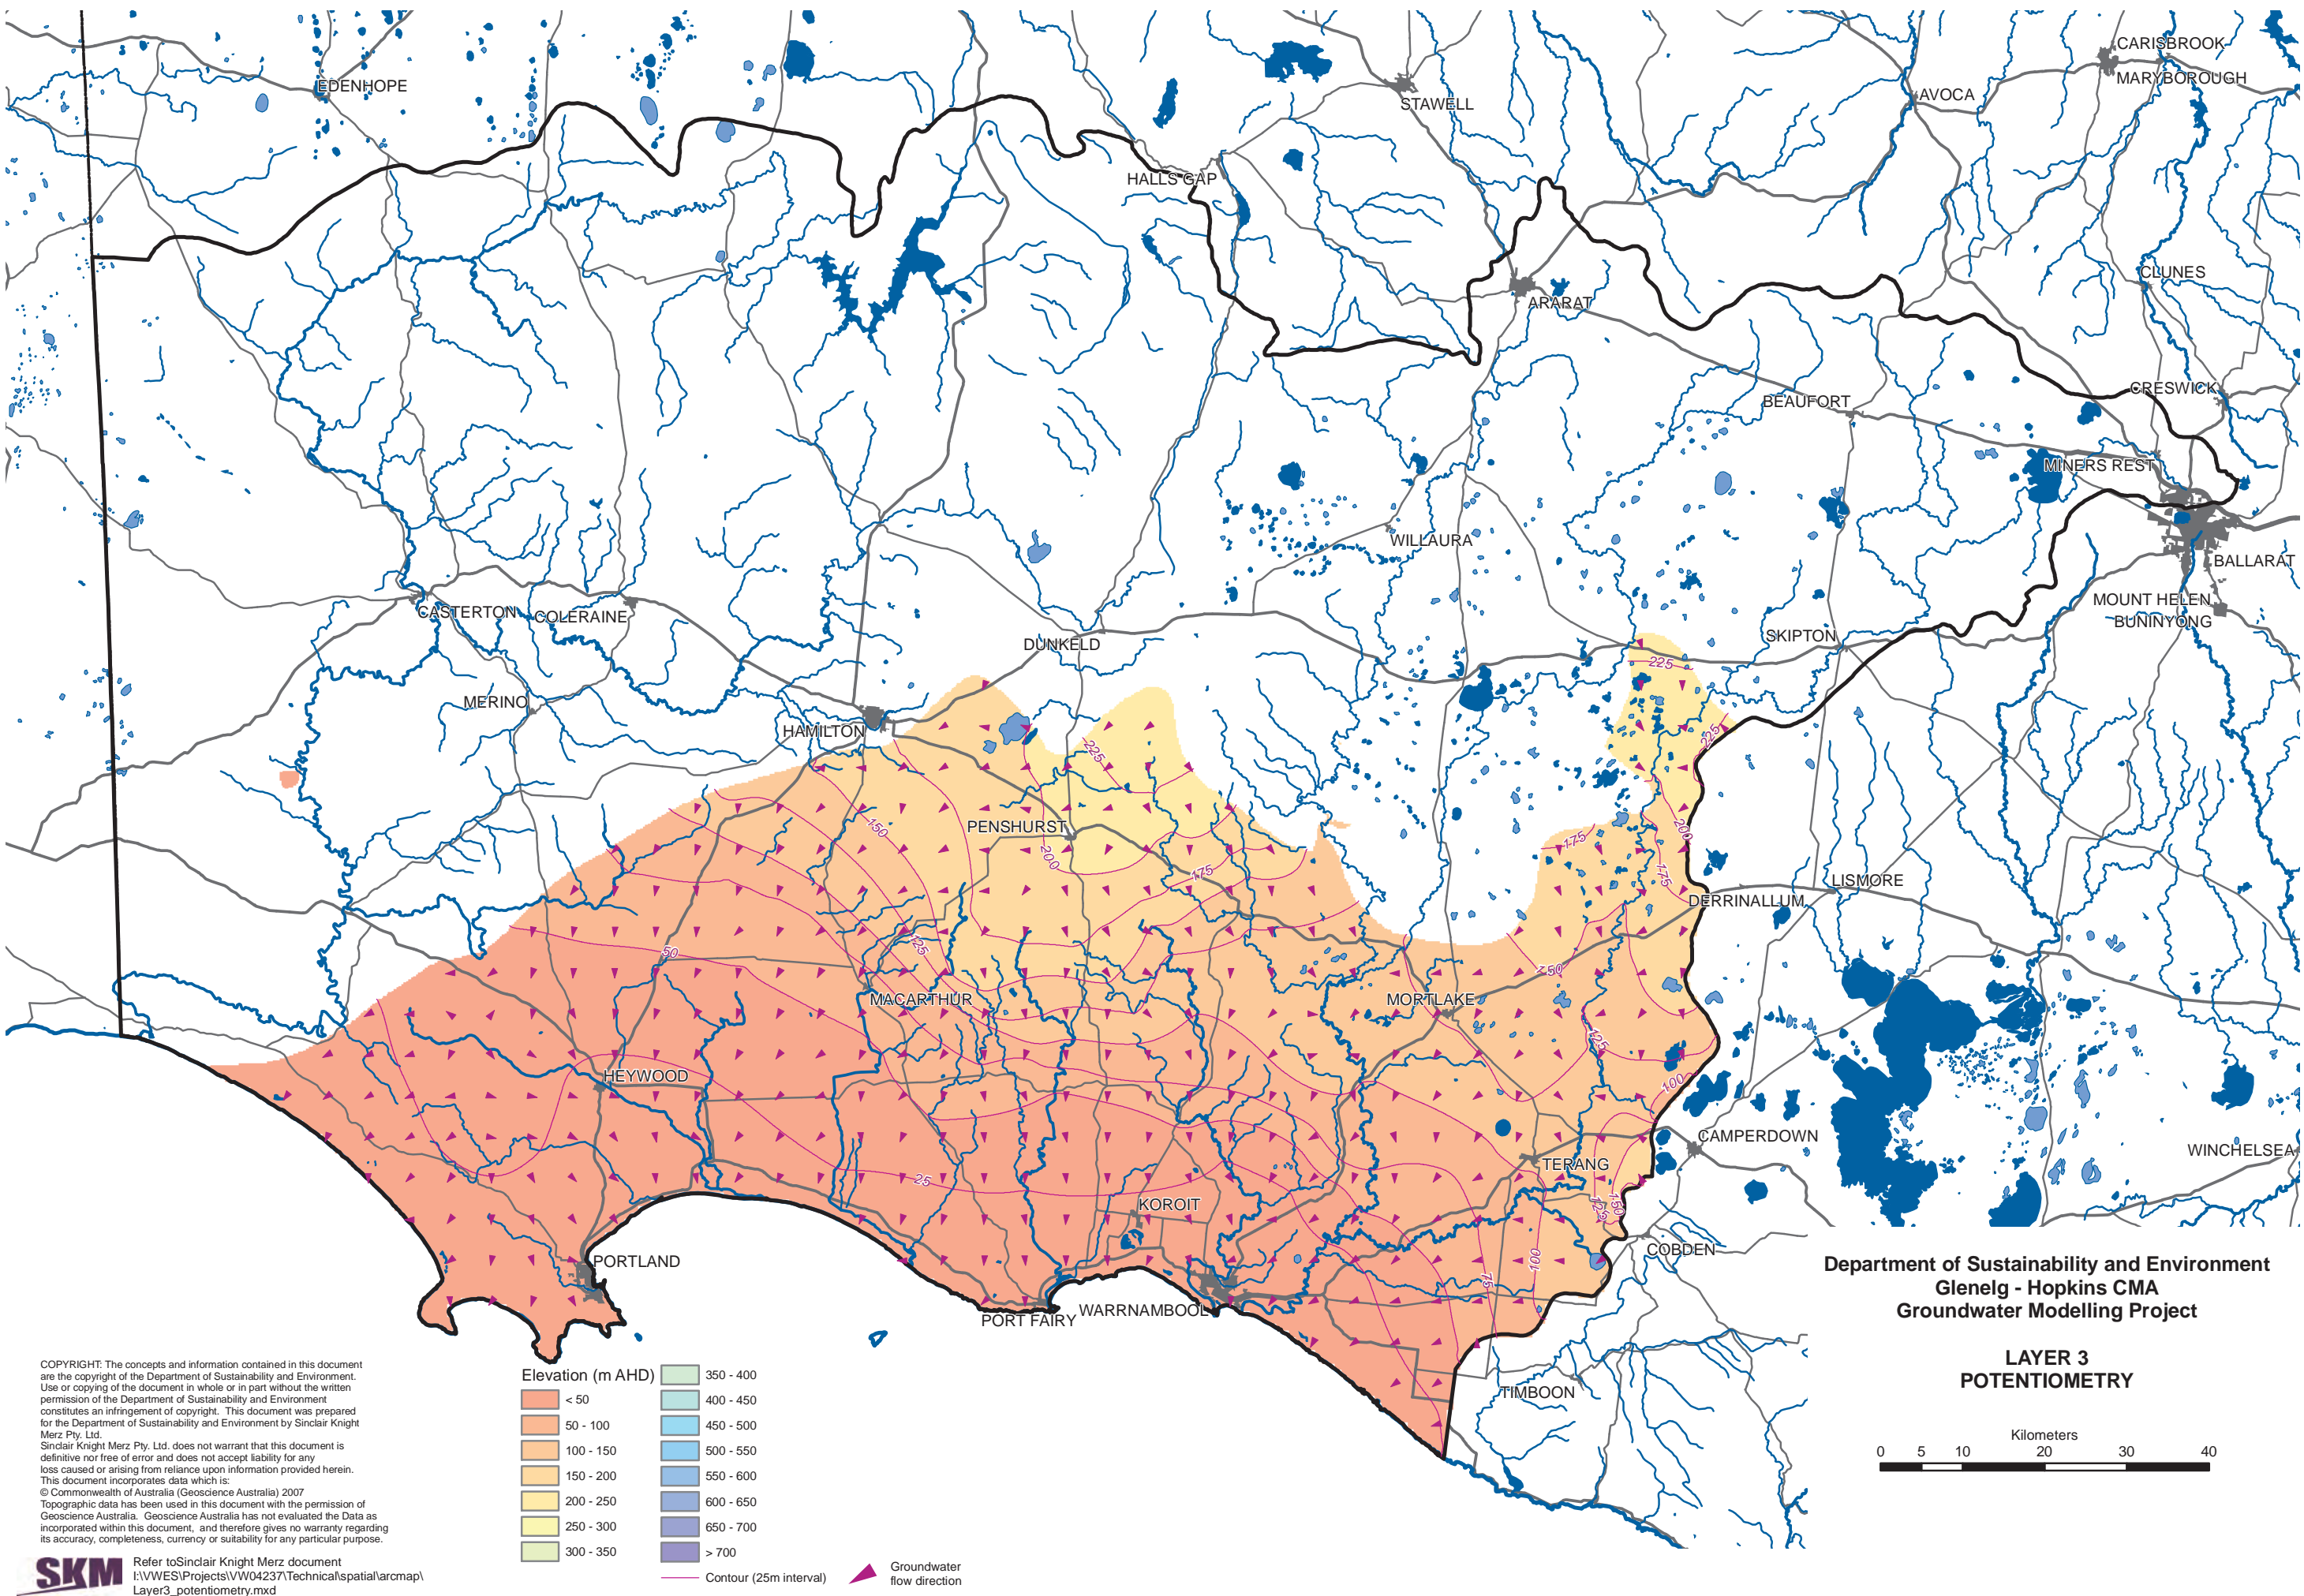 CARISBROOK
MARYBOROUGH
EDENHOPE
AVOCA
STAWELL
HALLS GAP
CLUNES
ARARAT
CRESWICK
BEAUFORT
MINERS REST
WILLAURA
BALLARAT
MOUNT HELEN
BUNINYONG
CASTERTON
COLERAINE
DUNKELD
SKIPTON
225
MERINO
HAMILTON
225
225
150
PENSHURST
200
175
200
175
175
LISMORE
DERRINALLUM
125
50
150
MACARTHUR
MORTLAKE
125
HEYWOOD
100
CAMPERDOWN
WINCHELSEA
TERANG
25
150
125
KOROIT
COBDEN
100
PORTLAND
75
PORT FAIRY
WARRNAMBOOL
TIMBOON
Department of Sustainability and Environment
Glenelg - Hopkins CMA
Groundwater Modelling Project
LAYER 3
POTENTIOMETRY
Kilometers
0 5 10 20 30 40
COPYRIGHT: The concepts and information contained in this document
are the copyright of the Department of Sustainability and Environment.
Use or copying of the document in whole or in part without the written
permission of the Department of Sustainability and Environment
constitutes an infringement of copyright. This document was prepared
for the Department of Sustainability and Environment by Sinclair Knight
Merz Pty. Ltd.
Sinclair Knight Merz Pty. Ltd. does not warrant that this document is
definitive nor free of error and does not accept liability for any
loss caused or arising from reliance upon information provided herein.
This document incorporates data which is:
© Commonwealth of Australia (Geoscience Australia) 2007
Topographic data has been used in this document with the permission of
Geoscience Australia. Geoscience Australia has not evaluated the Data as
incorporated within this document, and therefore gives no warranty regarding
its accuracy, completeness, currency or suitability for any particular purpose.
SKM
Refer toSinclair Knight Merz document
I:\VWES\Projects\VW04237\Technical\spatial\arcmap\
Layer3_potentiometry.mxd
Elevation (m AHD)
< 50
50 - 100
100 - 150
150 - 200
200 - 250
250 - 300
300 - 350
350 - 400
400 - 450
450 - 500
500 - 550
550 - 600
600 - 650
650 - 700
> 700
Contour (25m interval)
Groundwater
flow direction